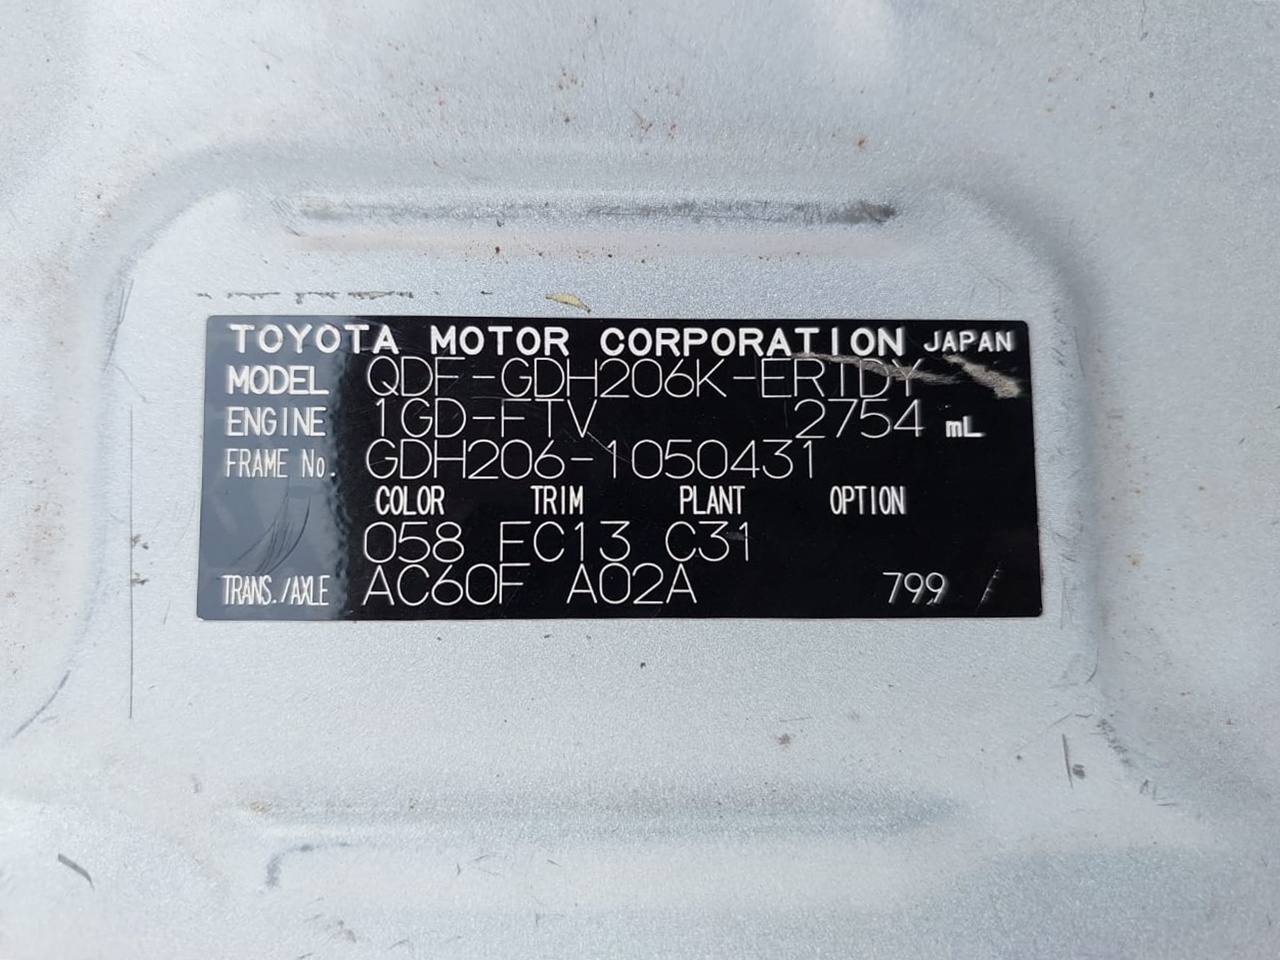 TOYOTA MOTOR CORPORATION JAPAN
MODEL QDF-GDH206K-ERTDY
ENGINE 1GD-FTV 2754 mL
FRAME No. GDH206-1050431
COLOR TRIM PLANT OPTION
058 FC13 C31
TRANS./AXLE AC60F A02A 799